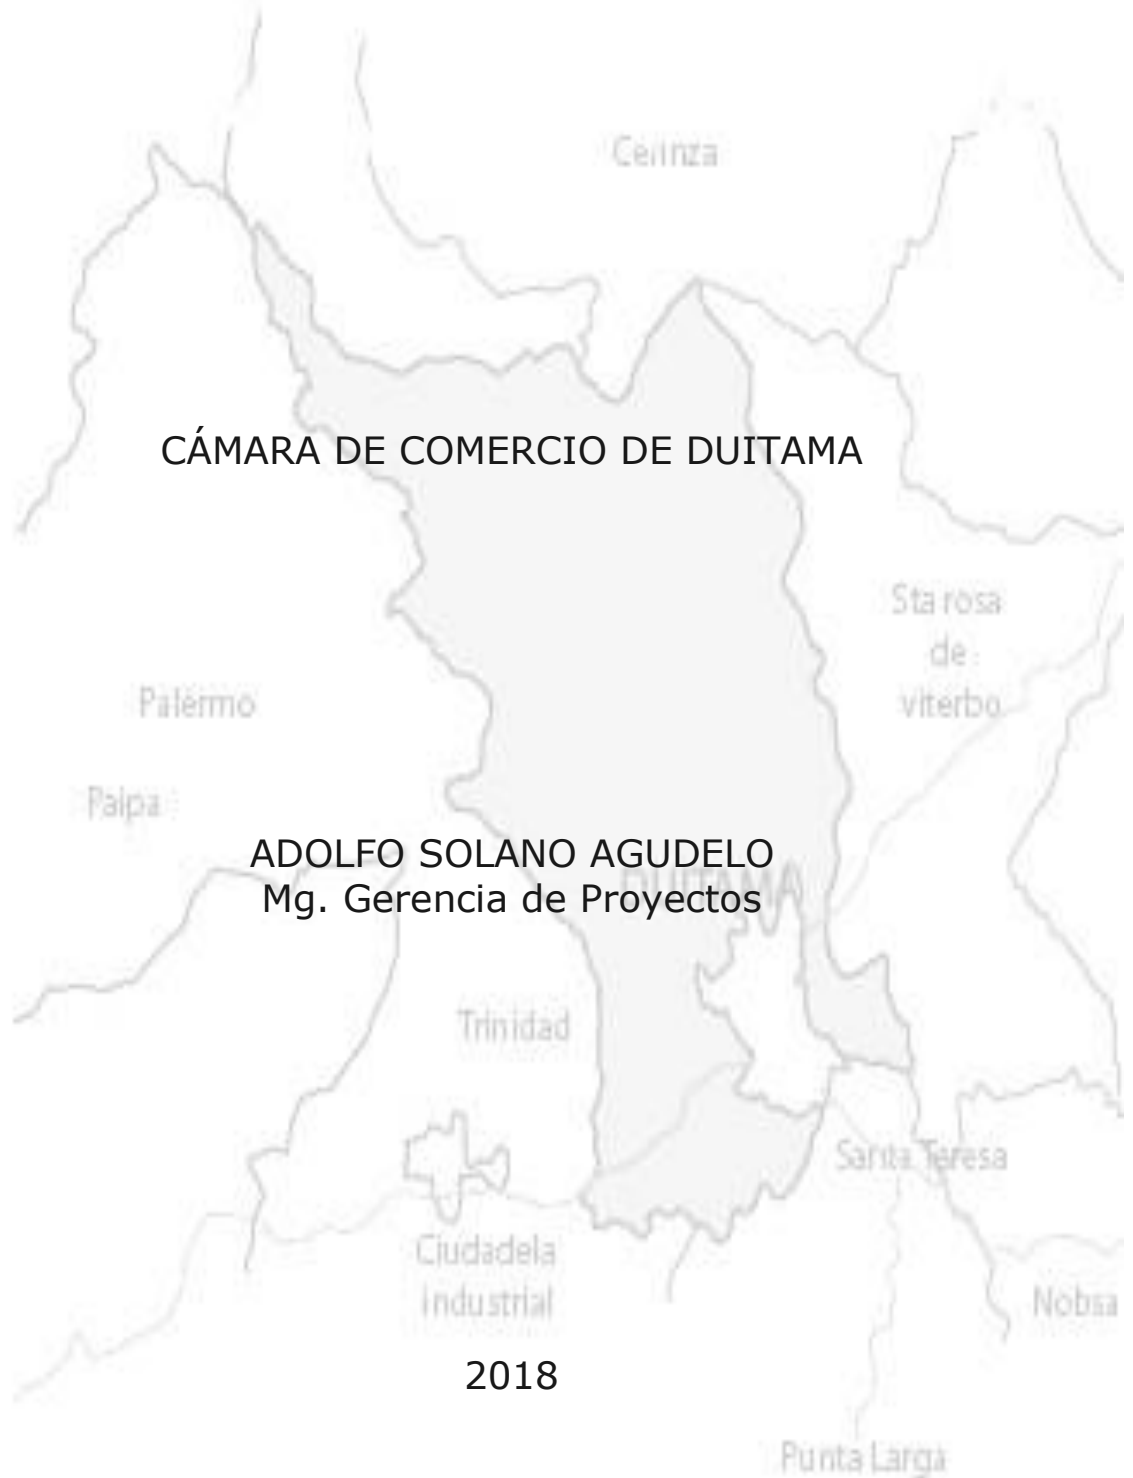 Cerinza
CÁMARA DE COMERCIO DE DUITAMA
Sta rosa
de
viterbo
Palermo
Paipa
ADOLFO SOLANO AGUDELO
DUITAMA
Mg. Gerencia de Proyectos
Trinidad
Santa Teresa
Ciudadela
industrial
Nobsa
2018
Punta Larga